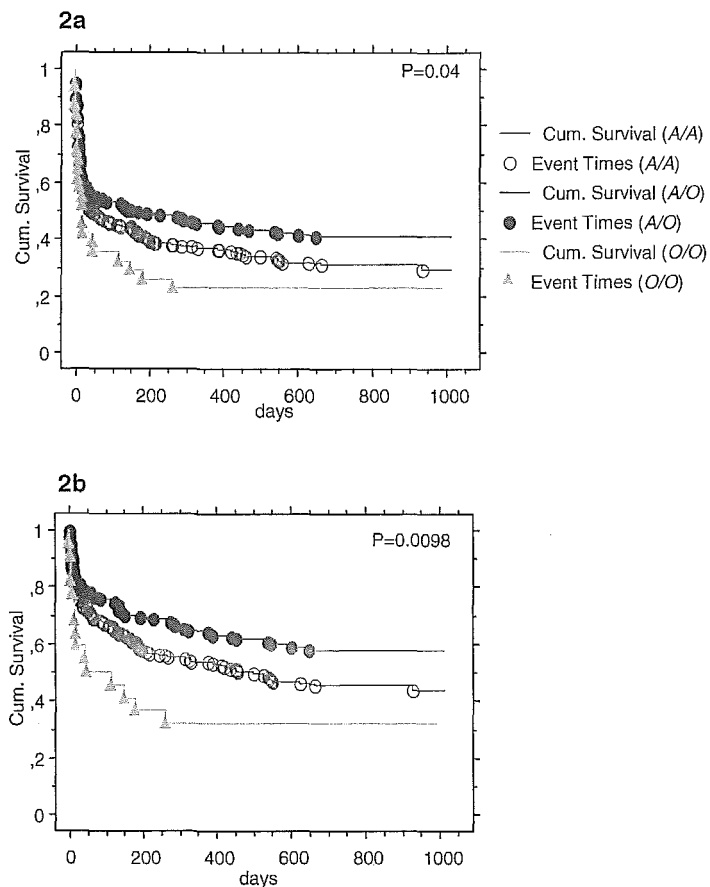 2a
P=0.04
1
,8
,6
,4
,2
0
Cum. Survival
0 200 400 600 800 1000
days
Cum. Survival (A/A)
Event Times (A/A)
Cum. Survival (A/O)
Event Times (A/O)
Cum. Survival (O/O)
Event Times (O/O)
2b
P=0.0098
1
,8
,6
,4
,2
0
Cum. Survival
0 200 400 600 800 1000
days